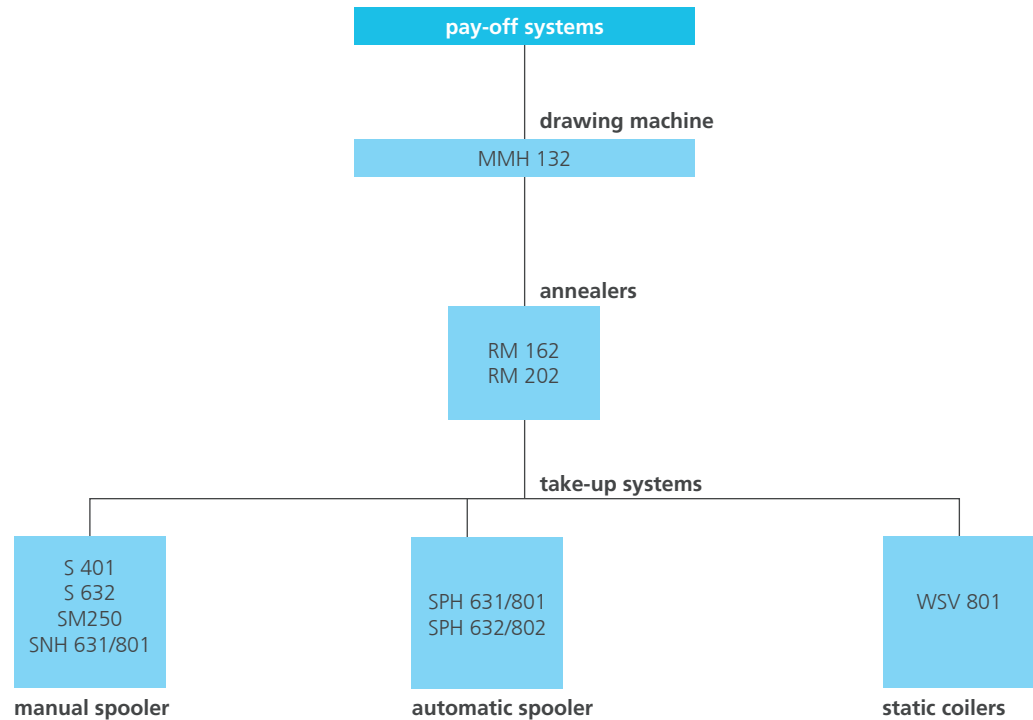 pay-off systems
drawing machine
MMH 132
annealers
RM 162
RM 202
take-up systems
S 401
S 632
SM250
SNH 631/801
manual spooler
SPH 631/801
SPH 632/802
automatic spooler
WSV 801
static coilers